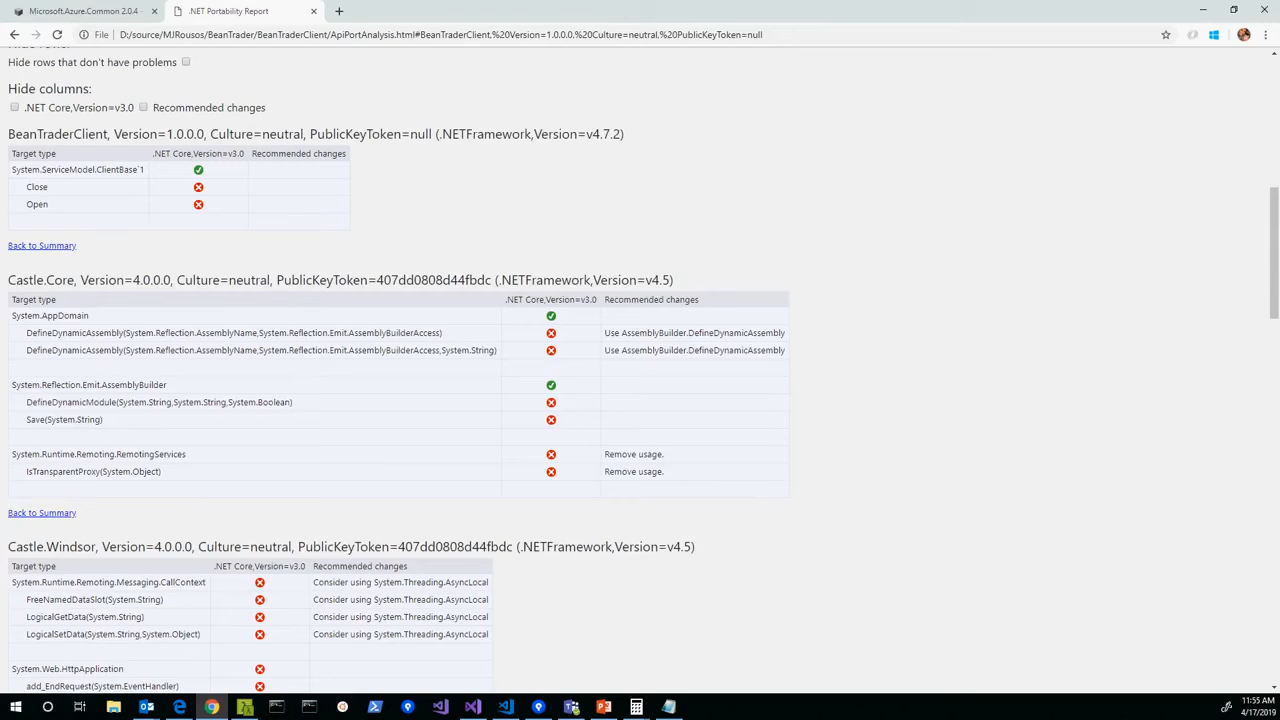 Microsoft.Azure.Common 2.0.4
.NET Portability Report
File
D:/source/MJRousos/BeanTrader/BeanTraderClient/ApiPortAnalysis.html#BeanTraderClient,%20Version=1.0.0.0,%20Culture=neutral,%20PublicKeyToken=null
Hide rows that don't have problems
Hide columns:
.NET Core,Version=v3.0 Recommended changes
BeanTraderClient, Version=1.0.0.0, Culture=neutral, PublicKeyToken=null (.NETFramework,Version=v4.7.2)
Target type .NET Core,Version=v3.0 Recommended changes
System.ServiceModel.ClientBase`1
Close
Open
Back to Summary
Castle.Core, Version=4.0.0.0, Culture=neutral, PublicKeyToken=407dd0808d44fbdc (.NETFramework,Version=v4.5)
Target type .NET Core,Version=v3.0 Recommended changes
System.AppDomain
DefineDynamicAssembly(System.Reflection.AssemblyName,System.Reflection.Emit.AssemblyBuilderAccess) Use AssemblyBuilder.DefineDynamicAssembly
DefineDynamicAssembly(System.Reflection.AssemblyName,System.Reflection.Emit.AssemblyBuilderAccess,System.String) Use AssemblyBuilder.DefineDynamicAssembly
System.Reflection.Emit.AssemblyBuilder
DefineDynamicModule(System.String,System.String,System.Boolean)
Save(System.String)
System.Runtime.Remoting.RemotingServices Remove usage.
IsTransparentProxy(System.Object) Remove usage.
Back to Summary
Castle.Windsor, Version=4.0.0.0, Culture=neutral, PublicKeyToken=407dd0808d44fbdc (.NETFramework,Version=v4.5)
Target type .NET Core,Version=v3.0 Recommended changes
System.Runtime.Remoting.Messaging.CallContext Consider using System.Threading.AsyncLocal
FreeNamedDataSlot(System.String) Consider using System.Threading.AsyncLocal
LogicalGetData(System.String) Consider using System.Threading.AsyncLocal
LogicalSetData(System.String,System.Object) Consider using System.Threading.AsyncLocal
System.Web.HttpApplication
add_EndRequest(System.EventHandler)
11:55 AM
4/17/2019